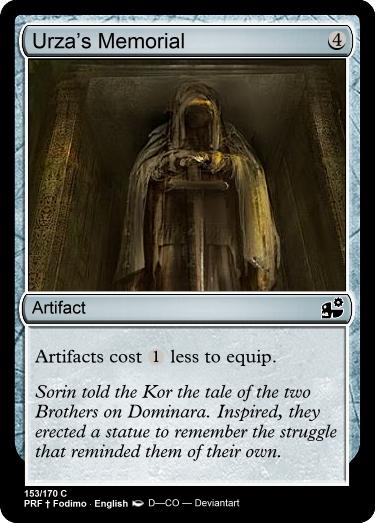 Urza's Memorial 4
Artifact
Artifacts cost 1 less to equip.
Sorin told the Kor the tale of the two
Brothers on Dominara. Inspired, they
erected a statue to remember the struggle
that reminded them of their own.
153/170 C
PRF † Fodimo · English D—CO — Deviantart